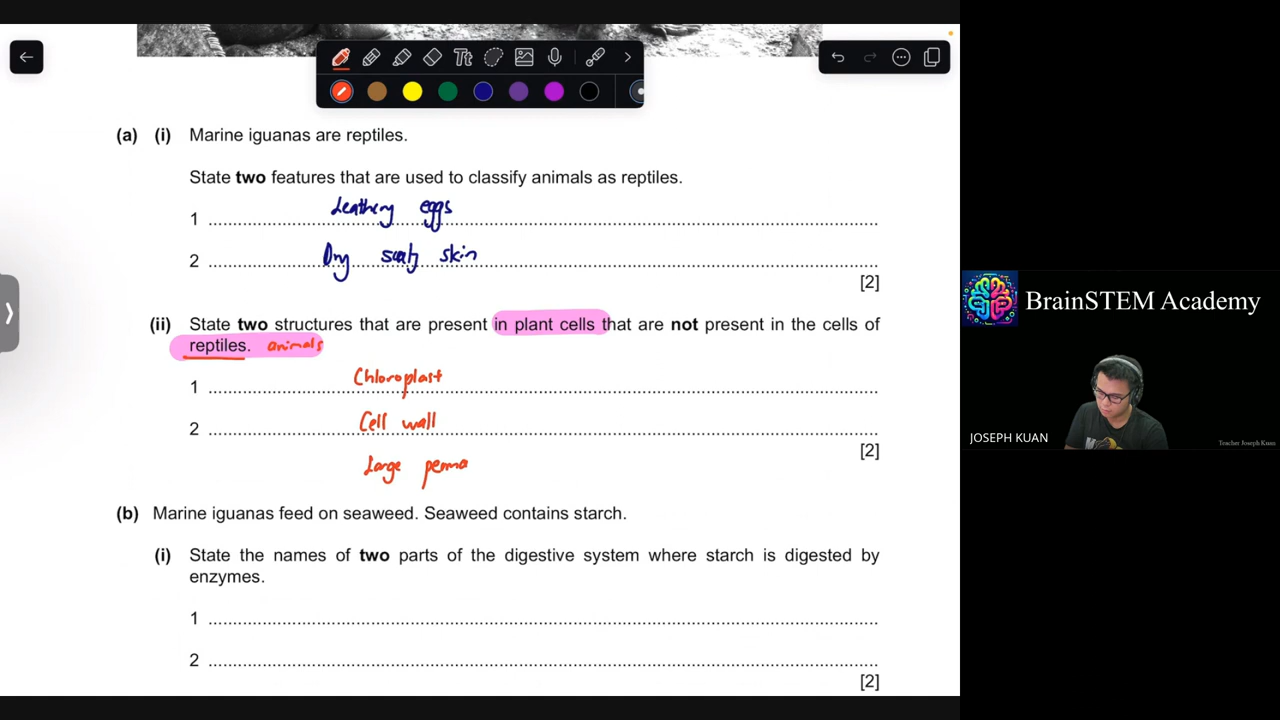 Tt
(a) (i) Marine iguanas are reptiles.
State two features that are used to classify animals as reptiles.
1 Leathery eggs
2 Dry scaly skin
[2]
(ii) State two structures that are present in plant cells that are not present in the cells of
reptiles. animals
1 Chloroplast
2 Cell wall
[2]
Large perma
(b) Marine iguanas feed on seaweed. Seaweed contains starch.
(i) State the names of two parts of the digestive system where starch is digested by
enzymes.
1
2
[2]
BrainSTEM Academy
JOSEPH KUAN
Teacher Joseph Kuan